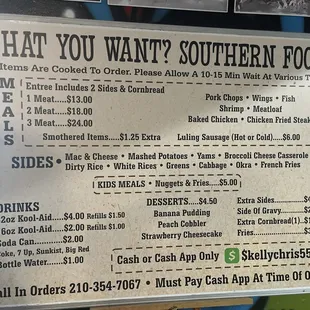 HAT YOU WANT? SOUTHERN FOO
Items Are Cooked To Order. Please Allow A 10-15 Min Wait At Various T
MEALS
Entree Includes 2 Sides & Cornbread
1 Meat.....$13.00
2 Meat.....$18.00
3 Meat.....$24.00
Pork Chops • Wings • Fish
Shrimp • Meatloaf
Baked Chicken • Chicken Fried Steak
Smothered Items.....$1.25 Extra
Luling Sausage (Hot or Cold)....$6.00
SIDES •
Mac & Cheese • Mashed Potatoes • Yams • Broccoli Cheese Casserole
Dirty Rice • White Rices • Greens • Cabbage • Okra • French Fries
KIDS MEALS • Nuggets & Fries.....$5.00
DRINKS
2oz Kool-Aid.....$4.00 Refills $1.50
6oz Kool-Aid.....$2.00 Refills $1.00
Soda Can.....$2.00
Coke, 7 Up, Sunkist, Big Red
Bottle Water.....$1.00
DESSERTS.....$4.50
Banana Pudding
Peach Cobbler
Strawberry Cheesecake
Extra Sides.....$4
Side Of Gravy.....$2
Extra Cornbread(1)...$1
Fries.....$3
Cash or Cash App Only $ $kellychris55
all In Orders 210-354-7067 • Must Pay Cash App At Time Of O